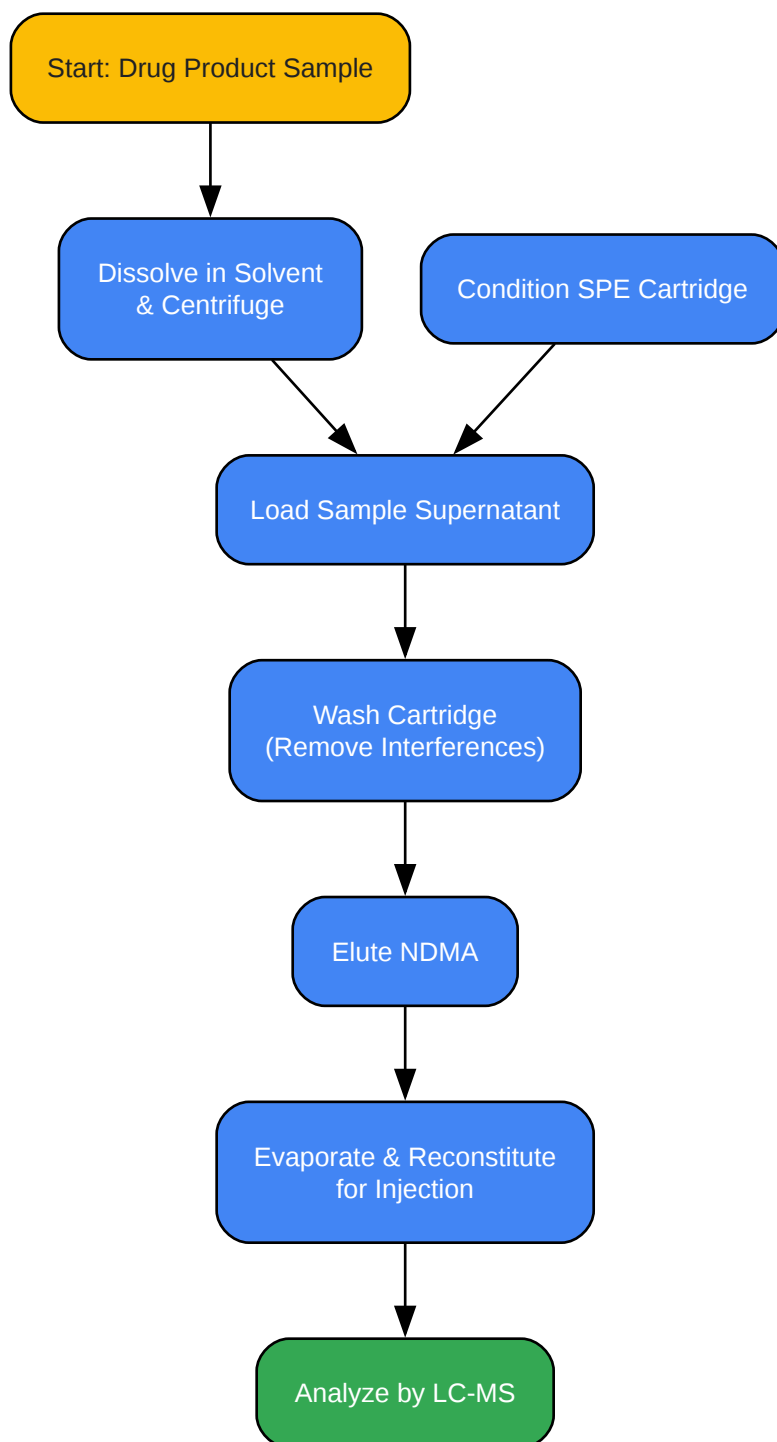 Start: Drug Product Sample
Dissolve in Solvent
& Centrifuge
Condition SPE Cartridge
Load Sample Supernatant
Wash Cartridge
(Remove Interferences)
Elute NDMA
Evaporate & Reconstitute
for Injection
Analyze by LC-MS